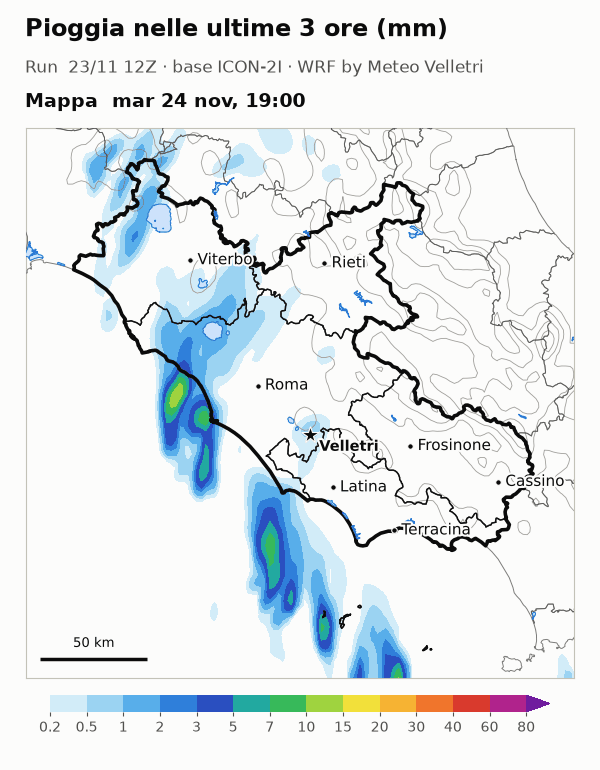 Pioggia nelle ultime 3 ore (mm)
Run  23/11 12Z · base ICON-2I · WRF by Meteo Velletri
Mappa  mar 24 nov, 19:00
Viterbo
Rieti
Roma
Velletri
Frosinone
Cassino
Latina
Terracina
50 km
0.2 0.5 1 2 3 5 7 10 15 20 30 40 60 80